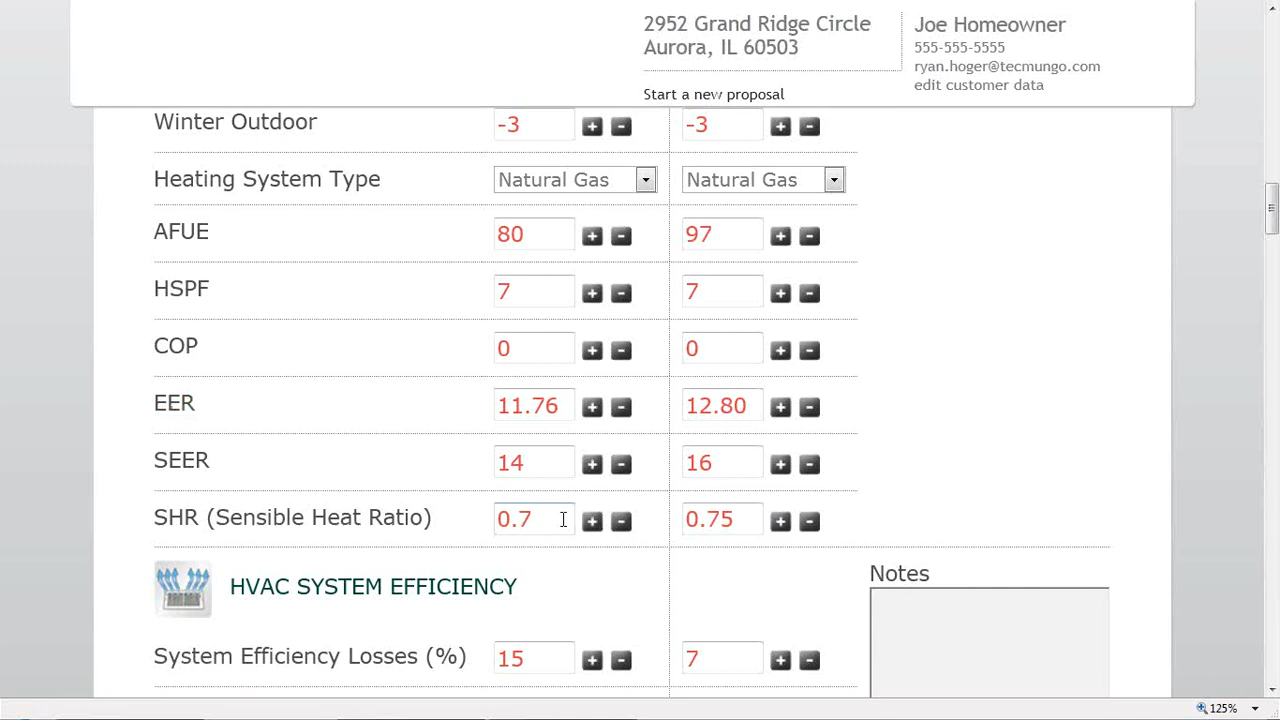 2952 Grand Ridge Circle
Aurora, IL 60503
Start a new proposal
Joe Homeowner
555-555-5555
ryan.hoger@tecmungo.com
edit customer data
Winter Outdoor -3 + - -3 + -
Heating System Type Natural Gas Natural Gas
AFUE 80 + - 97 + -
HSPF 7 + - 7 + -
COP 0 + - 0 + -
EER 11.76 + - 12.80 + -
SEER 14 + - 16 + -
SHR (Sensible Heat Ratio) 0.7 + - 0.75 + -
HVAC SYSTEM EFFICIENCY
Notes
System Efficiency Losses (%) 15 + - 7 + -
125%